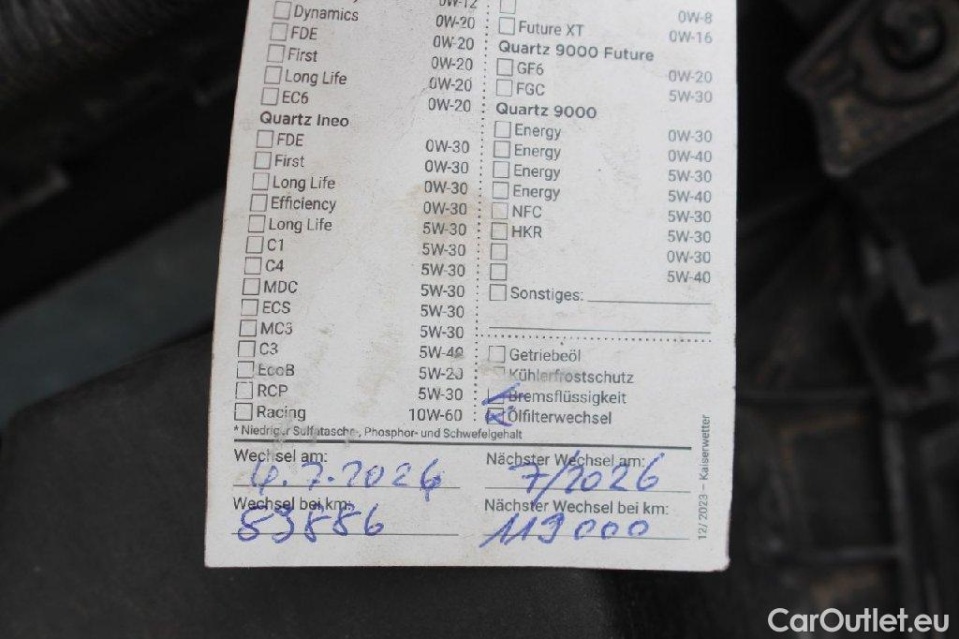 Dynamics 0W-20
FDE 0W-20
First 0W-20
Long Life 0W-20
EC6 0W-20
Quartz Ineo
FDE 0W-30
First 0W-30
Long Life 0W-30
Efficiency 0W-30
Long Life 5W-30
C1 5W-30
C4 5W-30
MDC 5W-30
ECS 5W-30
MC3 5W-30
C3 5W-40
EcoB 5W-20
RCP 5W-30
Racing 10W-60
* Niedriger Sulfatasche-, Phosphor- und Schwefelgehalt
0W-8
Future XT 0W-16
Quartz 9000 Future
GF6 0W-20
FGC 5W-30
Quartz 9000
Energy 0W-30
Energy 0W-40
Energy 5W-30
Energy 5W-40
NFC 5W-30
HKR 5W-30
0W-30
5W-40
Sonstiges:
Getriebeöl
Kühlerfrostschutz
Bremsflüssigkeit
Ölfilterwechsel
Wechsel am:
Nächster Wechsel am:
7/2026
Wechsel bei km:
Nächster Wechsel bei km:
119000
12/2023 – Kaiserwetter
CarOutlet.eu